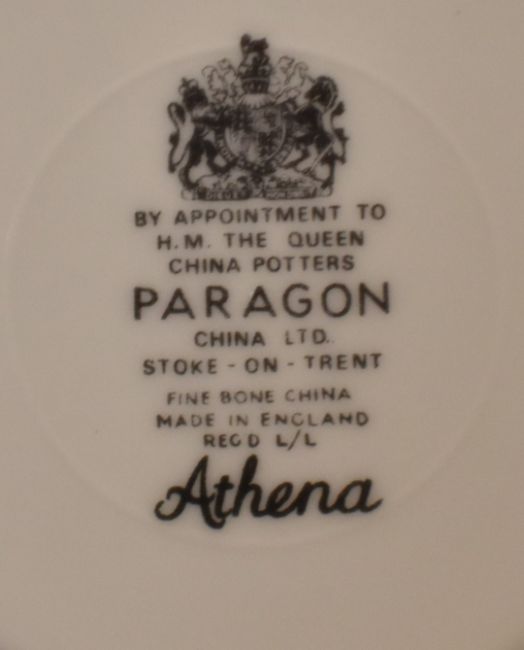 BY APPOINTMENT TO
H.M. THE QUEEN
CHINA POTTERS
PARAGON
CHINA LTD.
STOKE - ON - TRENT
FINE BONE CHINA
MADE IN ENGLAND
REGD L/L
Athena